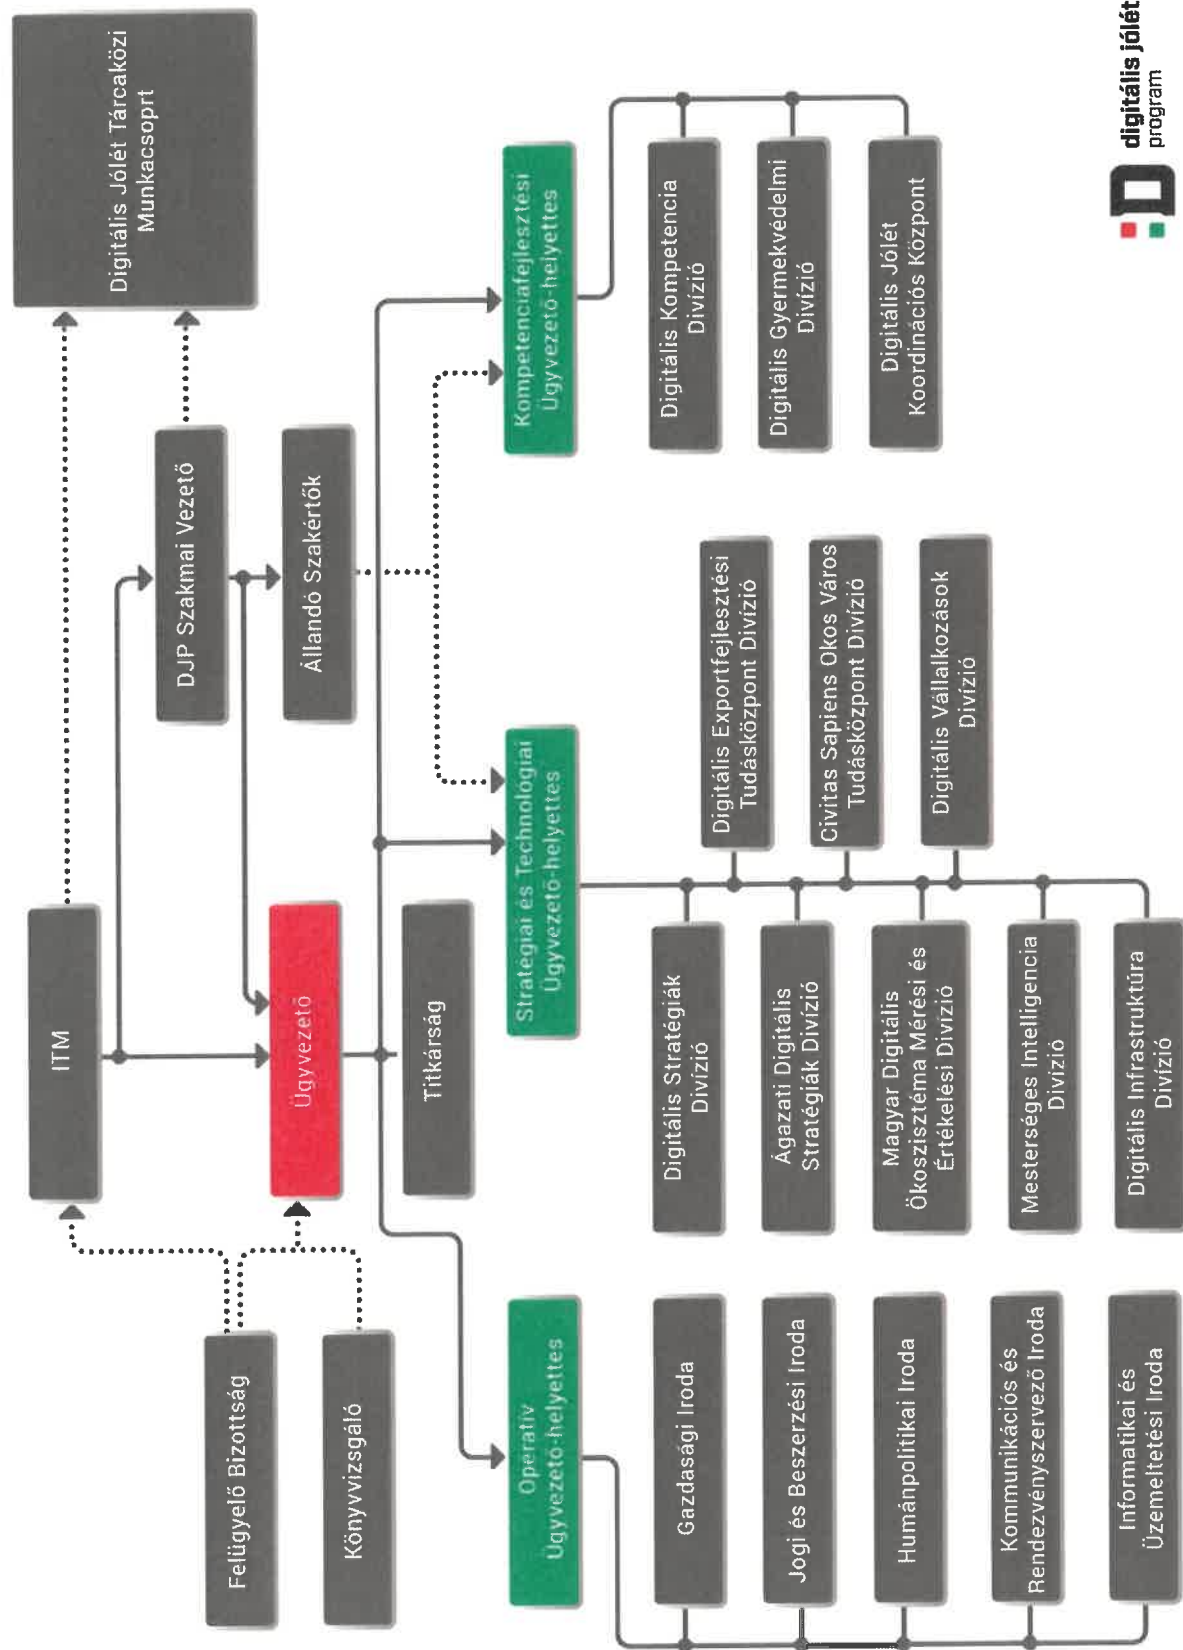 Digitális Jólét Tárcaközi
Munkacsoprt
ITM
DJP Szakmai Vezető
Felügyelő Bizottság
Ügyvezető
Állandó Szakértők
Könyvvizsgáló
Titkárság
Operatív
Ügyvezető-helyettes
Stratégiai és Technológiai
Ügyvezető-helyettes
Kompetenciafejlesztési
Ügyvezető-helyettes
Gazdasági Iroda
Jogi és Beszerzési Iroda
Humánpolitikai Iroda
Kommunikációs és
Rendezvényszervező Iroda
Informatikai és
Üzemeltetési Iroda
Digitális Stratégiák
Divízió
Ágazati Digitális
Stratégiák Divízió
Magyar Digitális
Ökoszisztéma Mérési és
Értékelési Divízió
Mesterséges Intelligencia
Divízió
Digitális Infrastruktúra
Divízió
Digitális Exportfejlesztési
Tudásközpont Divízió
Civitas Sapiens Okos Város
Tudásközpont Divízió
Digitális Vállalkozások
Divízió
Digitális Kompetencia
Divízió
Digitális Gyermekvédelmi
Divízió
Digitális Jólét
Koordinációs Központ
digitális jólét
program